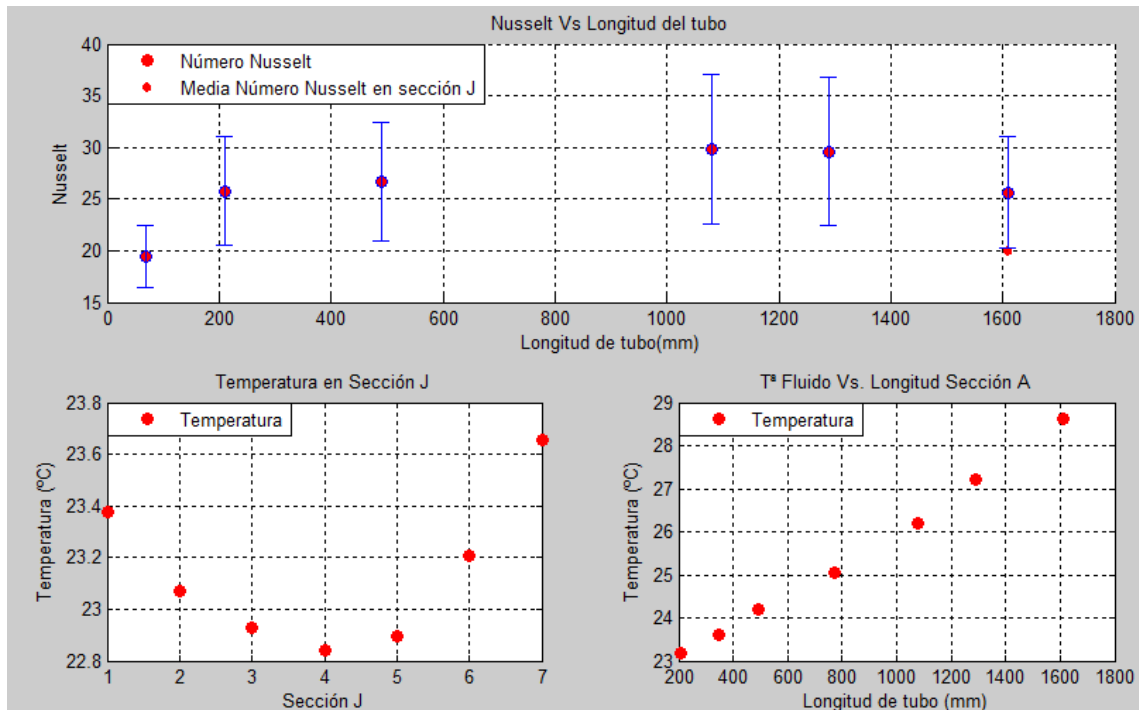 Nusselt Vs Longitud del tubo
40
35
30
25
20
15
Nusselt
Número Nusselt
Media Número Nusselt en sección J
0 200 400 600 800 1000 1200 1400 1600 1800
Longitud de tubo(mm)
Temperatura en Sección J
23.8
23.6
23.4
23.2
23
22.8
Temperatura (ºC)
Temperatura
1 2 3 4 5 6 7
Sección J
Tª Fluido Vs. Longitud Sección A
29
28
27
26
25
24
23
Temperatura (ºC)
Temperatura
200 400 600 800 1000 1200 1400 1600 1800
Longitud de tubo (mm)